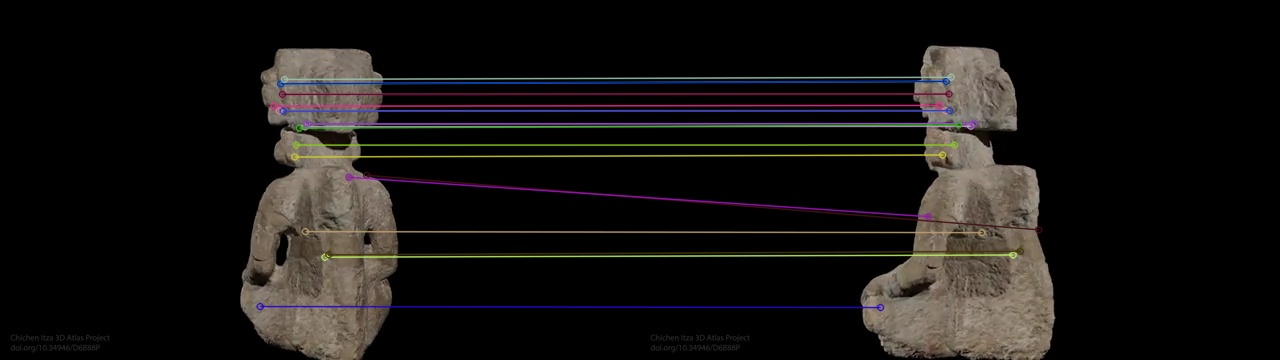 Chichen Itza 3D Atlas Project
doi.org/10.34946/D6B88P
Chichen Itza 3D Atlas Project
doi.org/10.34946/D6B88P